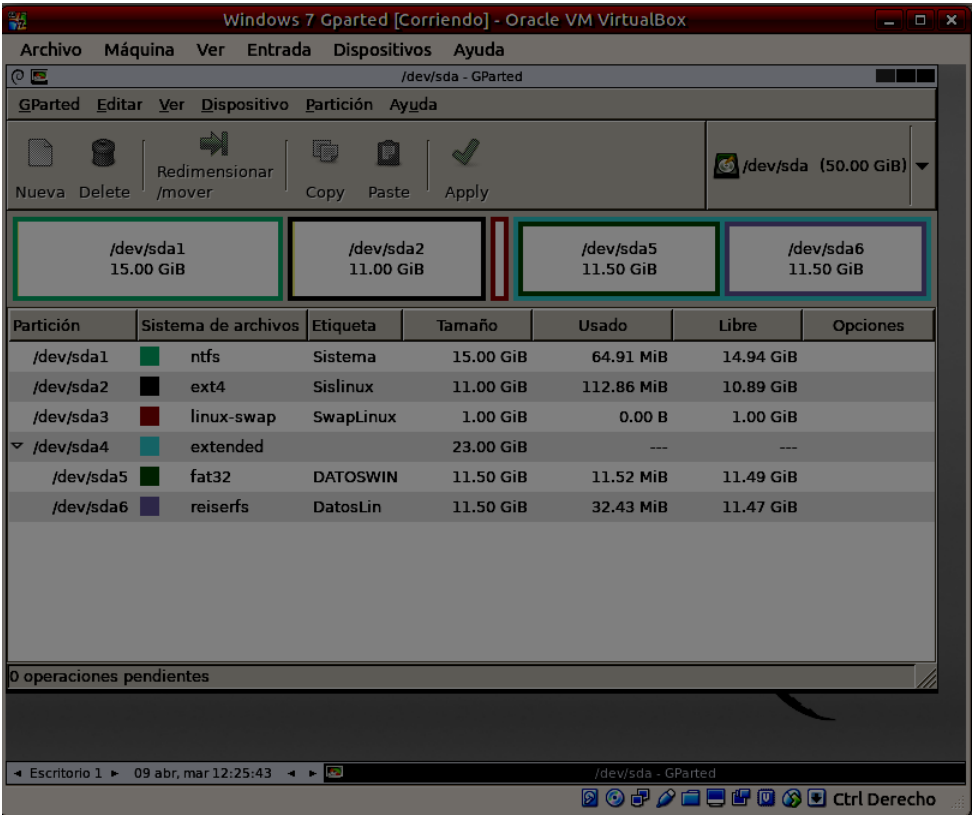 Windows 7 Gparted [Corriendo] - Oracle VM VirtualBox
Archivo Máquina Ver Entrada Dispositivos Ayuda
/dev/sda - GParted
GParted Editar Ver Dispositivo Partición Ayuda
Nueva Delete Redimensionar /mover Copy Paste Apply
/dev/sda (50.00 GiB)
/dev/sda1 /dev/sda2 /dev/sda5 /dev/sda6
15.00 GiB 11.00 GiB 11.50 GiB 11.50 GiB
Partición Sistema de archivos Etiqueta Tamaño Usado Libre Opciones
/dev/sda1 ntfs Sistema 15.00 GiB 64.91 MiB 14.94 GiB
/dev/sda2 ext4 Sislinux 11.00 GiB 112.86 MiB 10.89 GiB
/dev/sda3 linux-swap SwapLinux 1.00 GiB 0.00 B 1.00 GiB
/dev/sda4 extended 23.00 GiB --- ---
/dev/sda5 fat32 DATOSWIN 11.50 GiB 11.52 MiB 11.49 GiB
/dev/sda6 reiserfs DatosLin 11.50 GiB 32.43 MiB 11.47 GiB
0 operaciones pendientes
Escritorio 1 09 abr, mar 12:25:43 /dev/sda - GParted
Ctrl Derecho